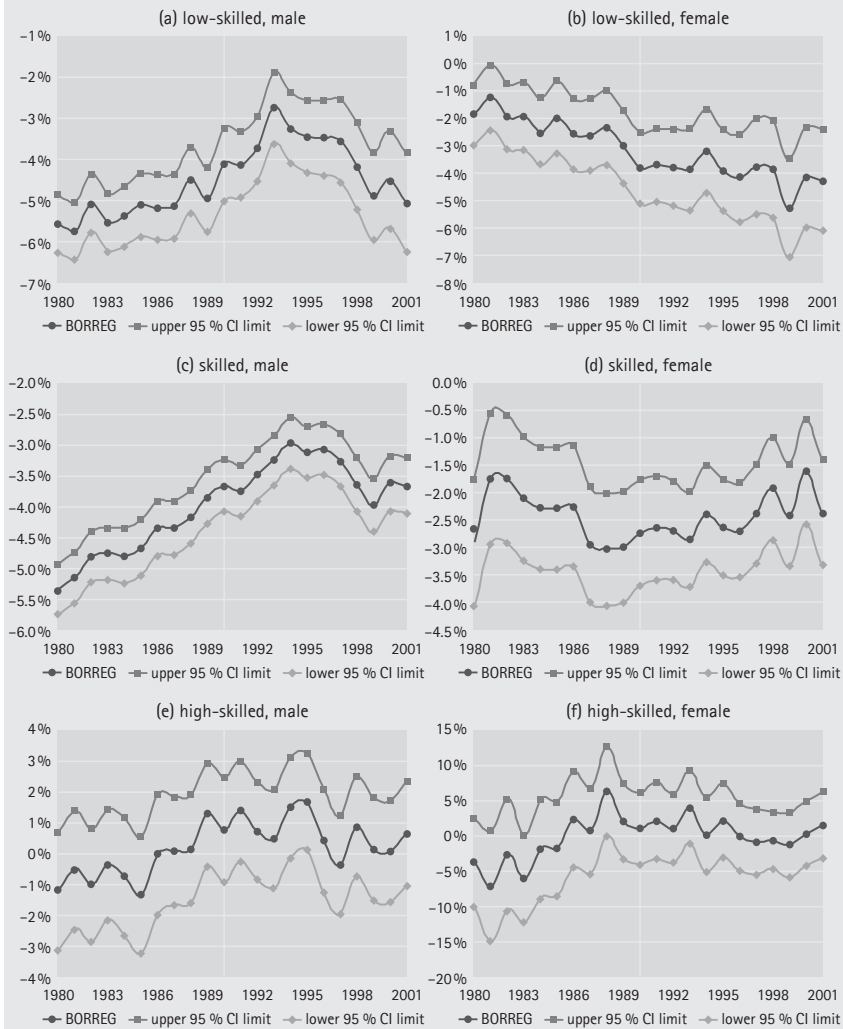 (a) low-skilled, male
−1 %
−2 %
−3 %
−4 %
−5 %
−6 %
−7 %
1980 1983 1986 1989 1992 1995 1998 2001
BORREG upper 95 % CI limit lower 95 % CI limit
(b) low-skilled, female
1 %
0 %
−1 %
−2 %
−3 %
−4 %
−5 %
−6 %
−7 %
−8 %
1980 1983 1986 1989 1992 1995 1998 2001
BORREG upper 95 % CI limit lower 95 % CI limit
(c) skilled, male
−2.0 %
−2.5 %
−3.0 %
−3.5 %
−4.0 %
−4.5 %
−5.0 %
−5.5 %
−6.0 %
1980 1983 1986 1989 1992 1995 1998 2001
BORREG upper 95 % CI limit lower 95 % CI limit
(d) skilled, female
0.0 %
−0.5 %
−1.0 %
−1.5 %
−2.0 %
−2.5 %
−3.0 %
−3.5 %
−4.0 %
−4.5 %
1980 1983 1986 1989 1992 1995 1998 2001
BORREG upper 95 % CI limit lower 95 % CI limit
(e) high-skilled, male
4 %
3 %
2 %
1 %
0 %
−1 %
−2 %
−3 %
−4 %
1980 1983 1986 1989 1992 1995 1998 2001
BORREG upper 95 % CI limit lower 95 % CI limit
(f) high-skilled, female
15 %
10 %
5 %
0 %
−5 %
−10 %
−15 %
−20 %
1980 1983 1986 1989 1992 1995 1998 2001
BORREG upper 95 % CI limit lower 95 % CI limit